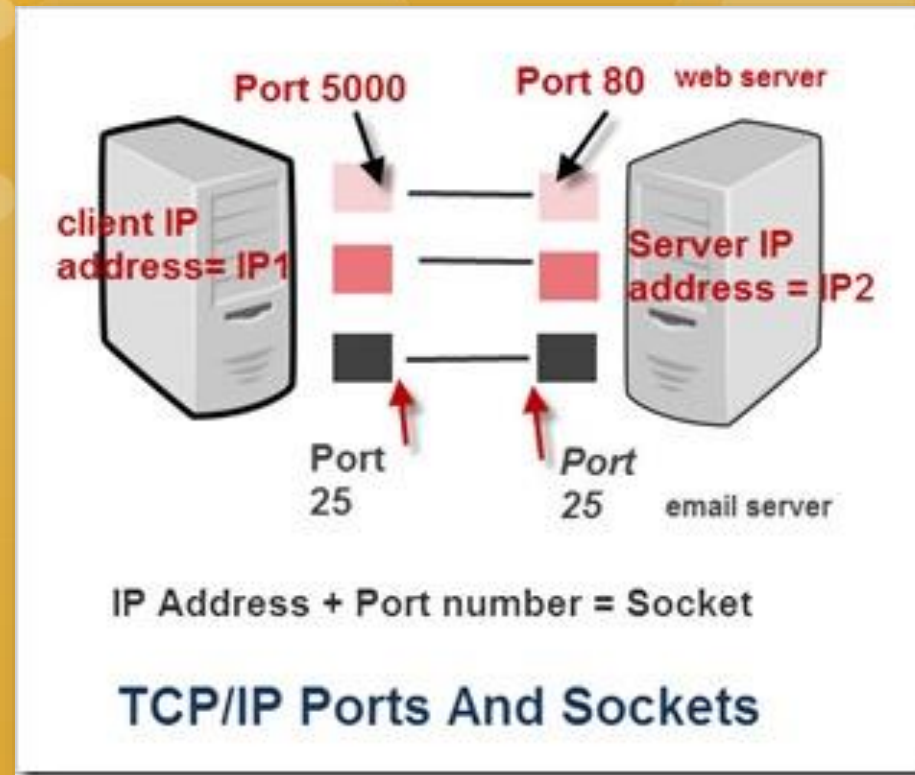 Port 5000
Port 80 web server
client IP
address= IP1
Server IP
address = IP2
Port
25
Port
25
email server
IP Address + Port number = Socket
TCP/IP Ports And Sockets